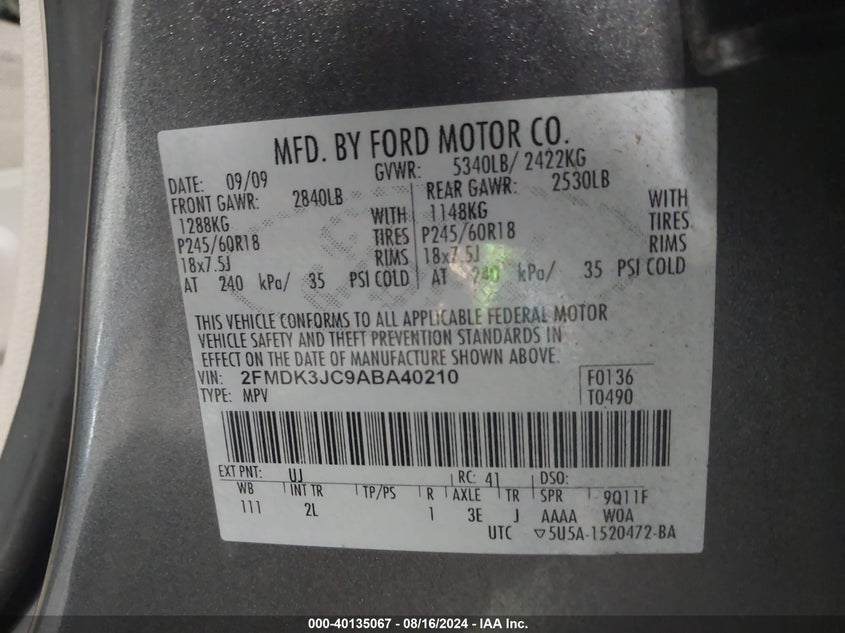 MFD. BY FORD MOTOR CO.
DATE: 09/09 GVWR: 5340LB/ 2422KG
FRONT GAWR: 2840LB REAR GAWR: 2530LB
1288KG WITH 1148KG WITH
P245/60R18 TIRES P245/60R18 TIRES
18x7.5J RIMS 18x7.5J RIMS
AT 240 kPa/ 35 PSI COLD AT 240 kPa/ 35 PSI COLD
THIS VEHICLE CONFORMS TO ALL APPLICABLE FEDERAL MOTOR
VEHICLE SAFETY AND THEFT PREVENTION STANDARDS IN
EFFECT ON THE DATE OF MANUFACTURE SHOWN ABOVE.
VIN: 2FMDK3JC9ABA40210 F0136
TYPE: MPV T0490
EXT PNT: UJ RC: 41 DSO:
WB INT TR TP/PS R AXLE TR SPR 9Q11F
111 2L 1 3E J AAAA W0A
UTC ▽5U5A-1520472-BA
000-40135067 - 08/16/2024 - IAA Inc.